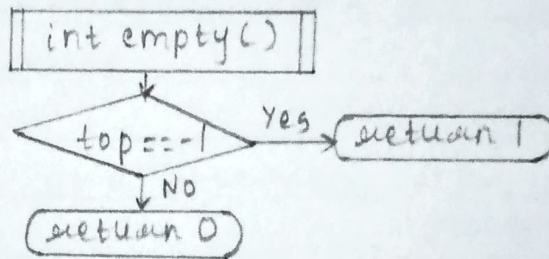 int empty()
top==-1
Yes
return 1
No
return 0